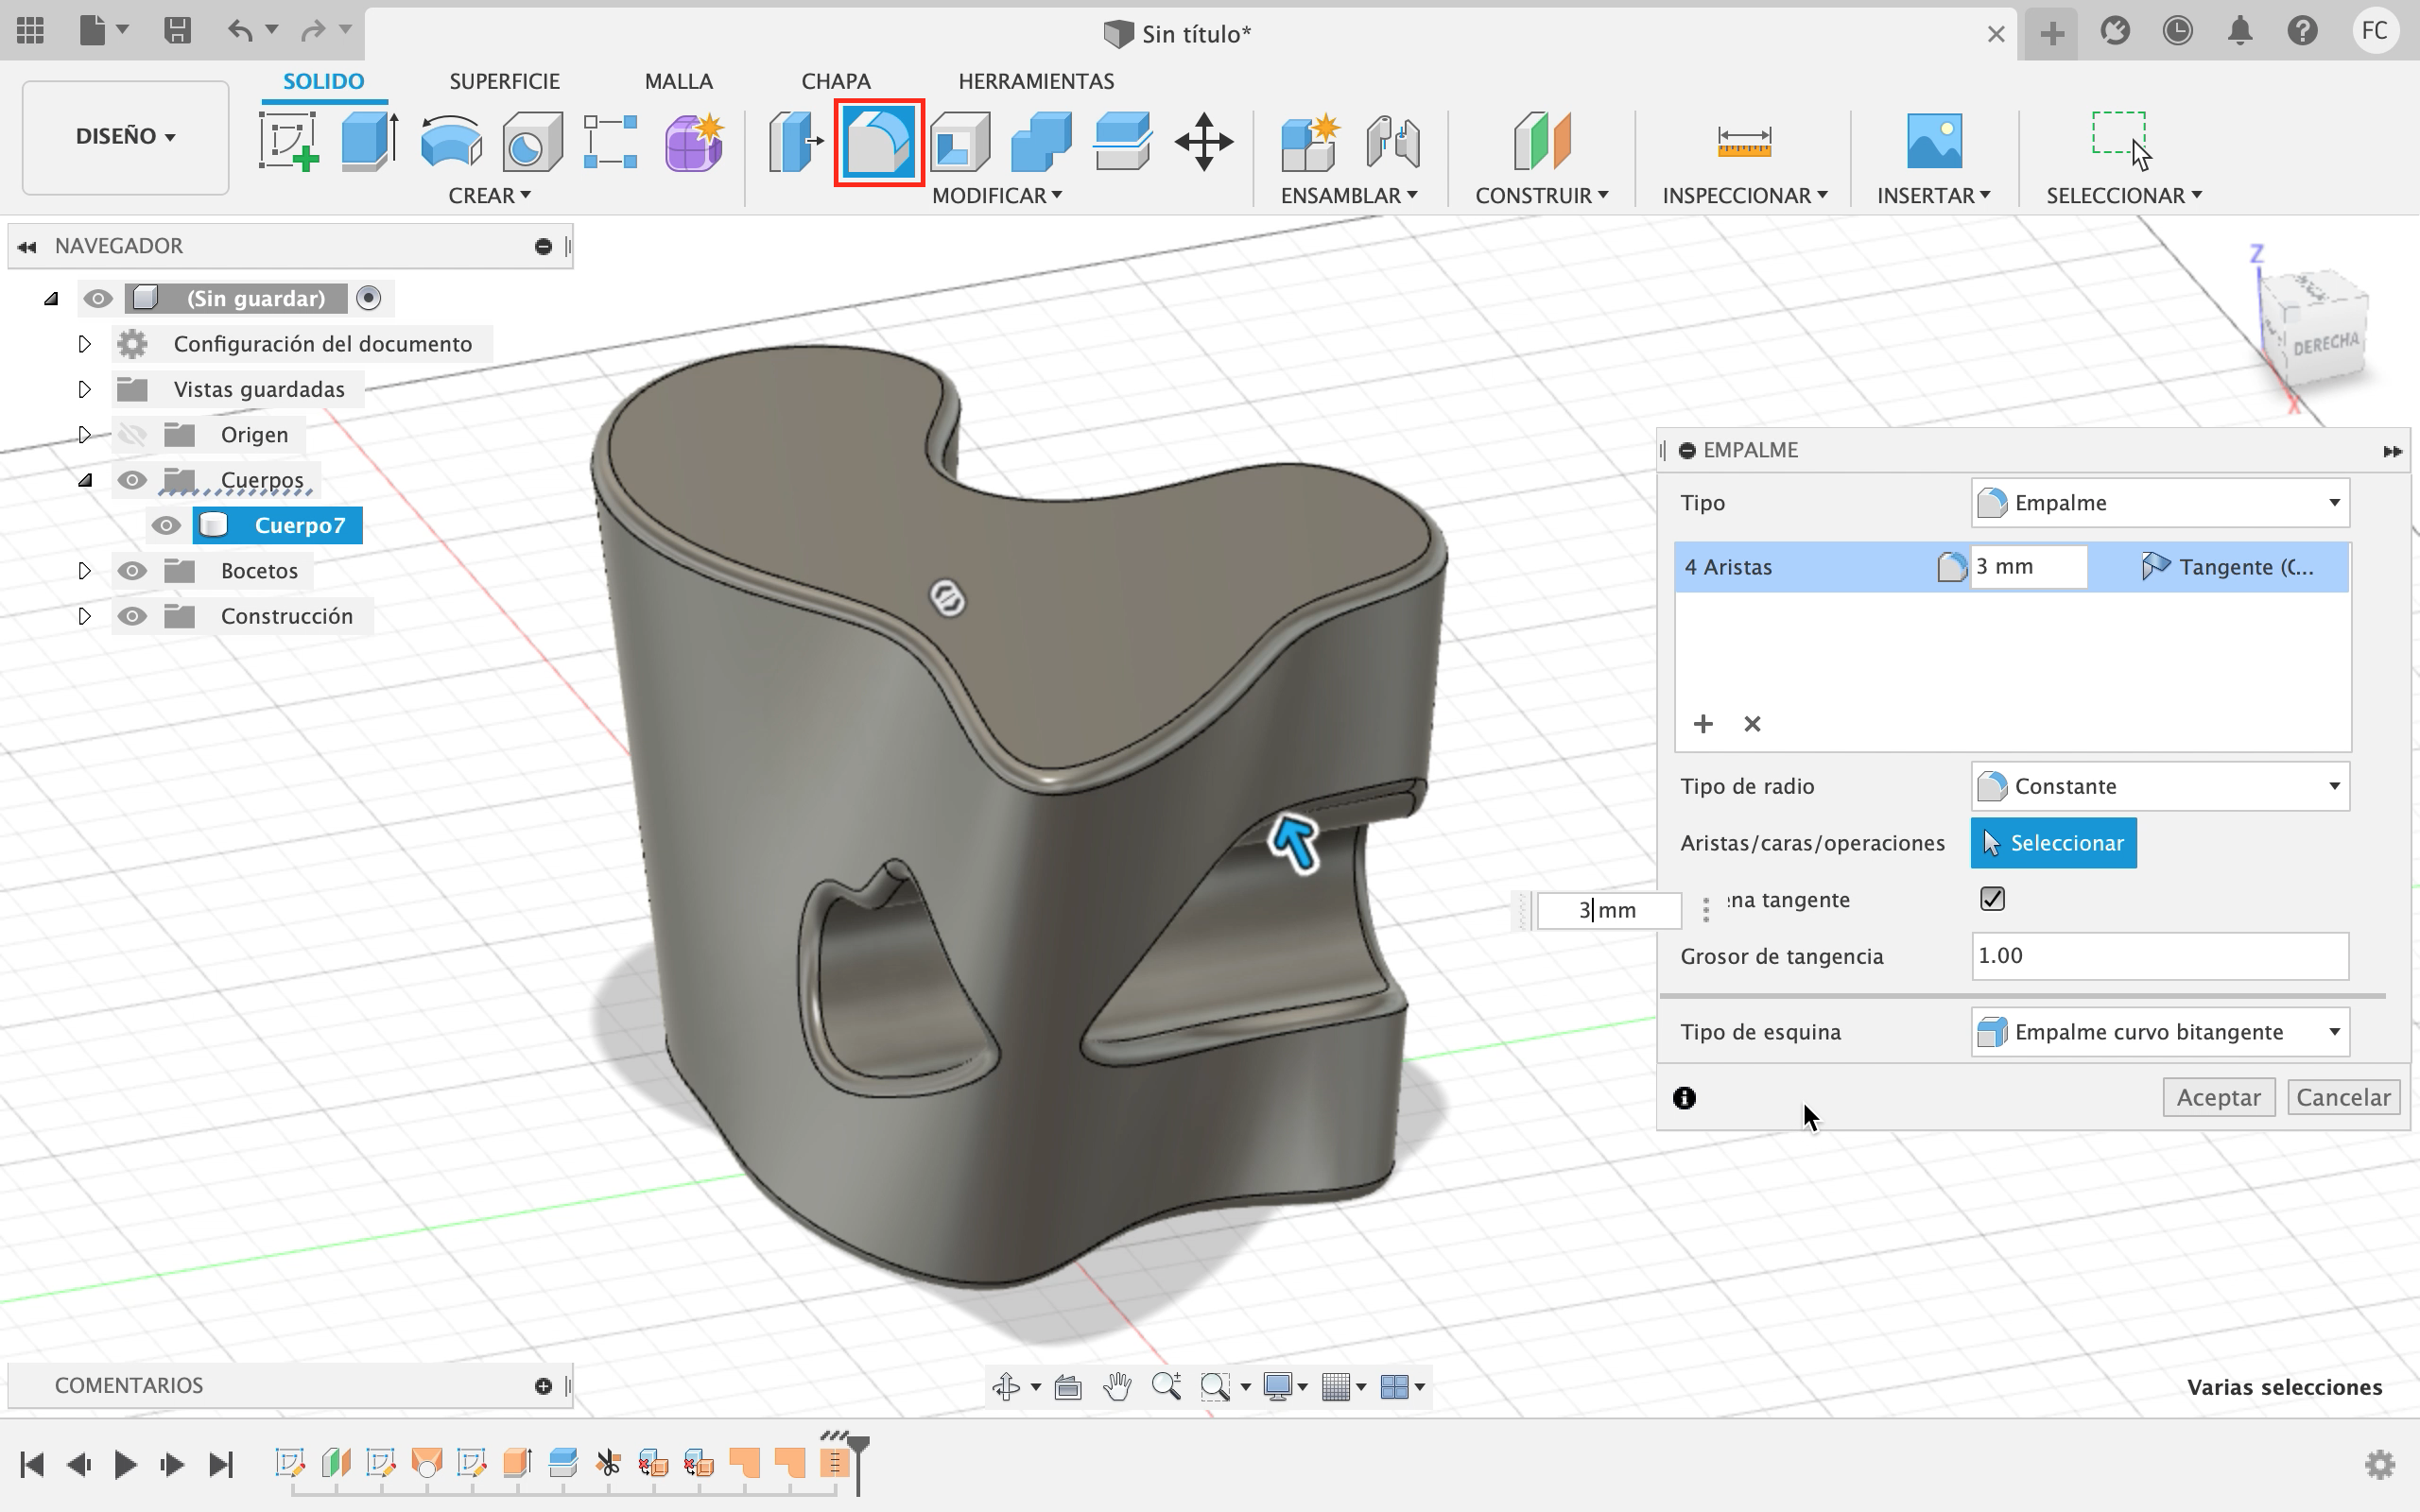 Sin título*
FC
SOLIDO SUPERFICIE MALLA CHAPA HERRAMIENTAS
DISEÑO
CREAR MODIFICAR ENSAMBLAR CONSTRUIR INSPECCIONAR INSERTAR SELECCIONAR
NAVEGADOR
(Sin guardar)
Configuración del documento
Vistas guardadas
Origen
Cuerpos
Cuerpo7
Bocetos
Construcción
Z
DERECHA
X
EMPALME
Tipo Empalme
4 Aristas 3 mm Tangente (C...
Tipo de radio Constante
Aristas/caras/operaciones Seleccionar
3 mm
ena tangente
Grosor de tangencia 1.00
Tipo de esquina Empalme curvo bitangente
Aceptar Cancelar
COMENTARIOS
Varias selecciones